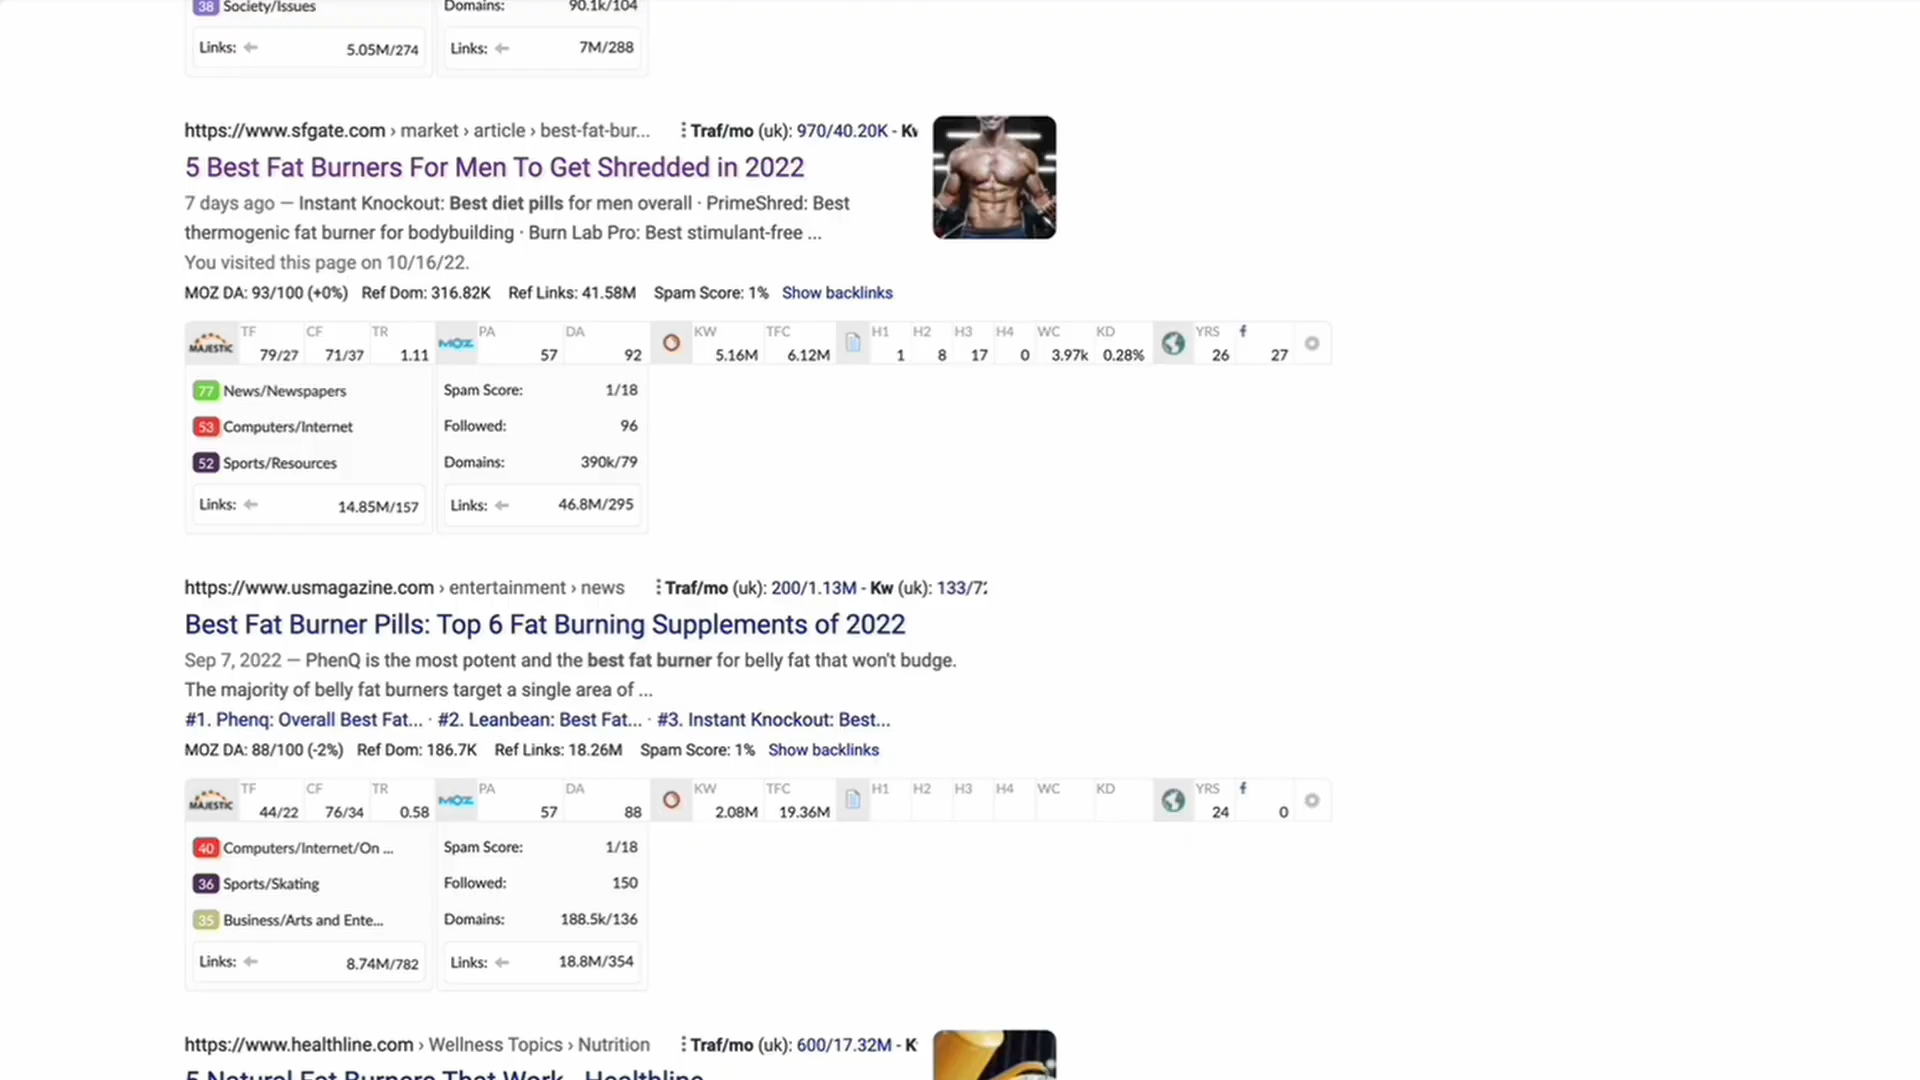 38 Society/Issues
Domains: 90.1k/104
Links: 5.05M/274
Links: 7M/288
https://www.sfgate.com › market › article › best-fat-bur... Traf/mo (uk): 970/40.20K - Kw
5 Best Fat Burners For Men To Get Shredded in 2022
7 days ago — Instant Knockout: Best diet pills for men overall · PrimeShred: Best
thermogenic fat burner for bodybuilding · Burn Lab Pro: Best stimulant-free ...
You visited this page on 10/16/22.
MOZ DA: 93/100 (+0%) Ref Dom: 316.82K Ref Links: 41.58M Spam Score: 1% Show backlinks
TF CF TR PA DA KW TFC H1 H2 H3 H4 WC KD YRS f
MAJESTIC 79/27 71/37 1.11 MOZ 57 92 5.16M 6.12M 1 8 17 0 3.97k 0.28% 26 27
77 News/Newspapers Spam Score: 1/18
53 Computers/Internet Followed: 96
52 Sports/Resources Domains: 390k/79
Links: 14.85M/157 Links: 46.8M/295
https://www.usmagazine.com › entertainment › news Traf/mo (uk): 200/1.13M - Kw (uk): 133/72
Best Fat Burner Pills: Top 6 Fat Burning Supplements of 2022
Sep 7, 2022 — PhenQ is the most potent and the best fat burner for belly fat that won't budge.
The majority of belly fat burners target a single area of ...
#1. Phenq: Overall Best Fat... · #2. Leanbean: Best Fat... · #3. Instant Knockout: Best...
MOZ DA: 88/100 (-2%) Ref Dom: 186.7K Ref Links: 18.26M Spam Score: 1% Show backlinks
TF CF TR PA DA KW TFC H1 H2 H3 H4 WC KD YRS f
MAJESTIC 44/22 76/34 0.58 MOZ 57 88 2.08M 19.36M 24 0
40 Computers/Internet/On ... Spam Score: 1/18
36 Sports/Skating Followed: 150
35 Business/Arts and Ente... Domains: 188.5k/136
Links: 8.74M/782 Links: 18.8M/354
https://www.healthline.com › Wellness Topics › Nutrition Traf/mo (uk): 600/17.32M - K
5 Natural Fat Burners That Work - Healthline